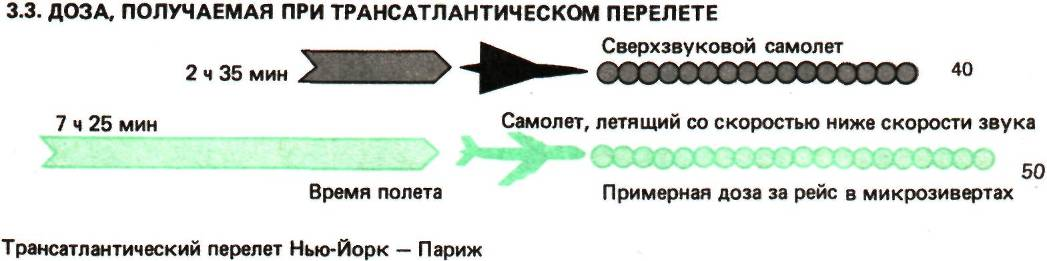 3.3. ДОЗА, ПОЛУЧАЕМАЯ ПРИ ТРАНСАТЛАНТИЧЕСКОМ ПЕРЕЛЕТЕ
Сверхзвуковой самолет
2 ч 35 мин
40
7 ч 25 мин
Самолет, летящий со скоростью ниже скорости звука
50
Время полета
Примерная доза за рейс в микрозивертах
Трансатлантический перелет Нью-Йорк — Париж